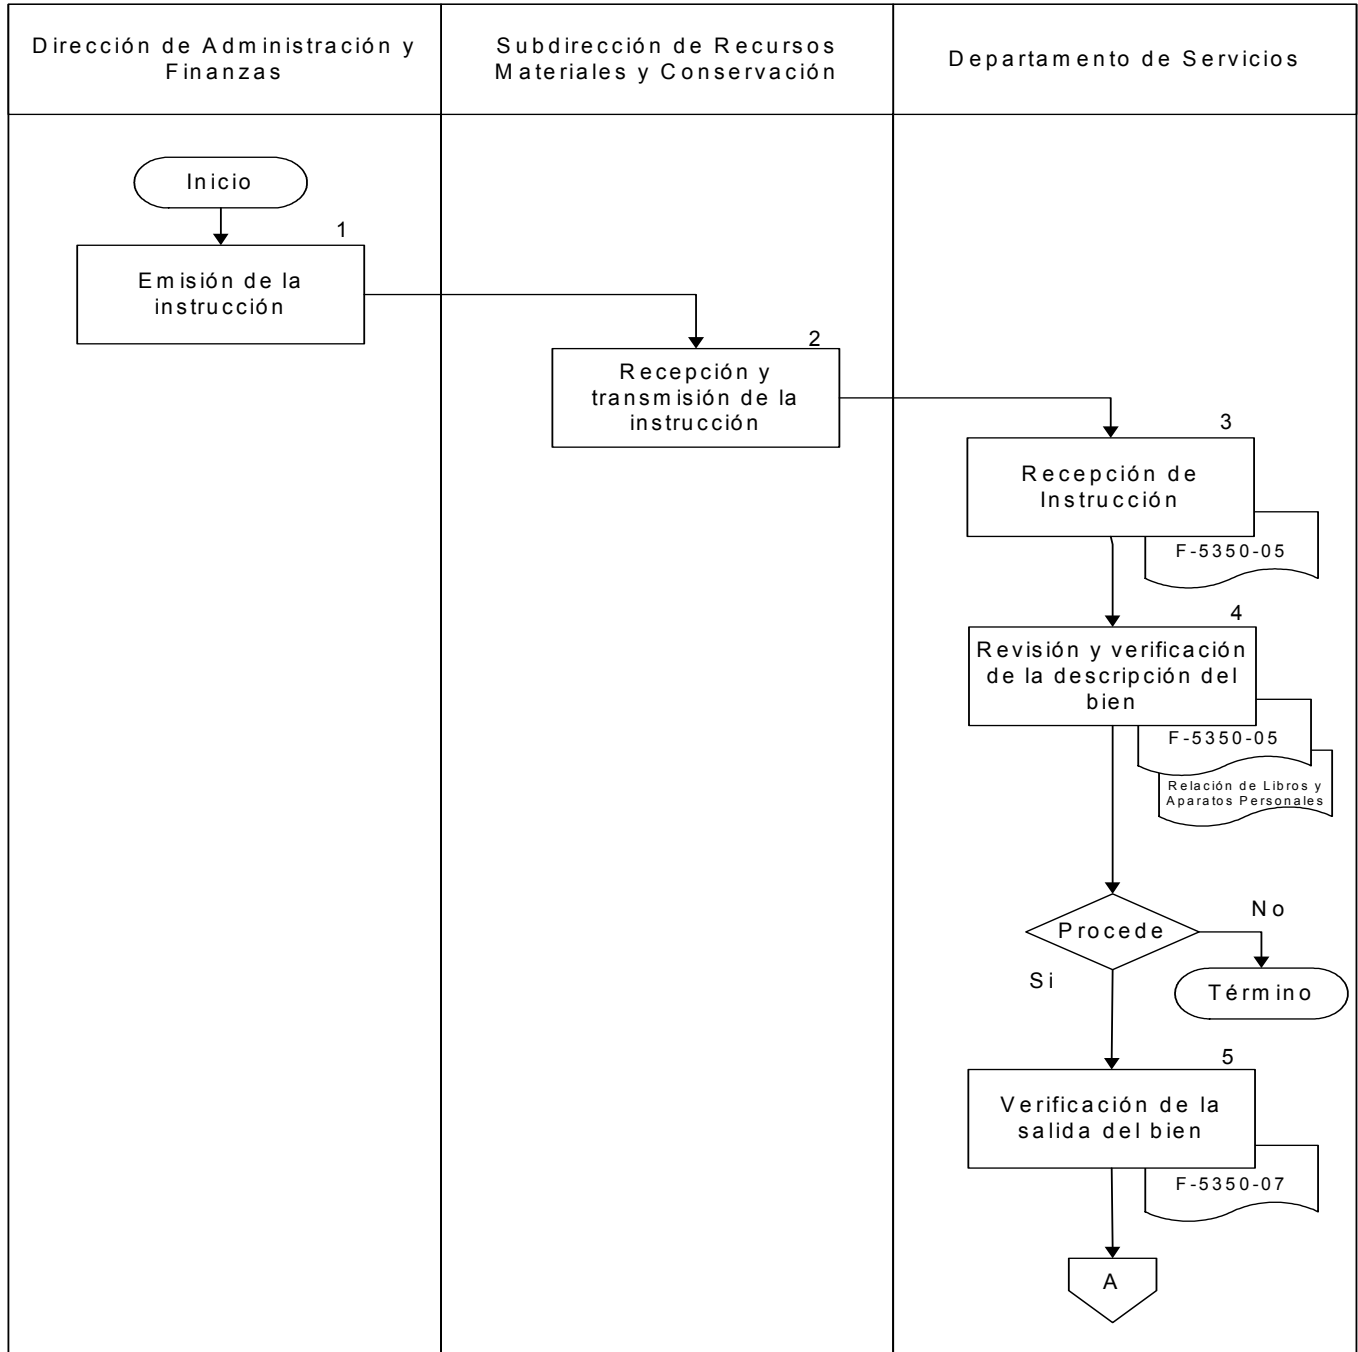 Dirección de Administración y
Finanzas
Subdirección de Recursos
Materiales y Conservación
Departamento de Servicios
Inicio
1
Emisión de la
instrucción
2
Recepción y
transmisión de la
instrucción
3
Recepción de
Instrucción
F-5350-05
4
Revisión y verificación
de la descripción del
bien
F-5350-05
Relación de Libros y
Aparatos Personales
Procede
No
Si
Término
5
Verificación de la
salida del bien
F-5350-07
A